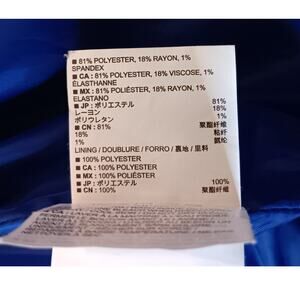 ■ 81% POLYESTER, 18% RAYON, 1%
SPANDEX
■ CA : 81% POLYESTER, 18% VISCOSE, 1%
ÉLASTHANNE
■ MX : 81% POLIÉSTER, 18% RAYON, 1%
ELASTANO
■ JP : ポリエステル 81%
レーヨン 18%
ポリウレタン 1%
■ CN : 81% 聚酯纤维
18% 粘纤
1% 氨纶
LINING / DOUBLURE / FORRO / 裏地 / 里料
■ 100% POLYESTER
■ CA : 100% POLYESTER
■ MX : 100% POLIÉSTER
■ JP : ポリエステル 100%
■ CN : 100% 聚酯纤维